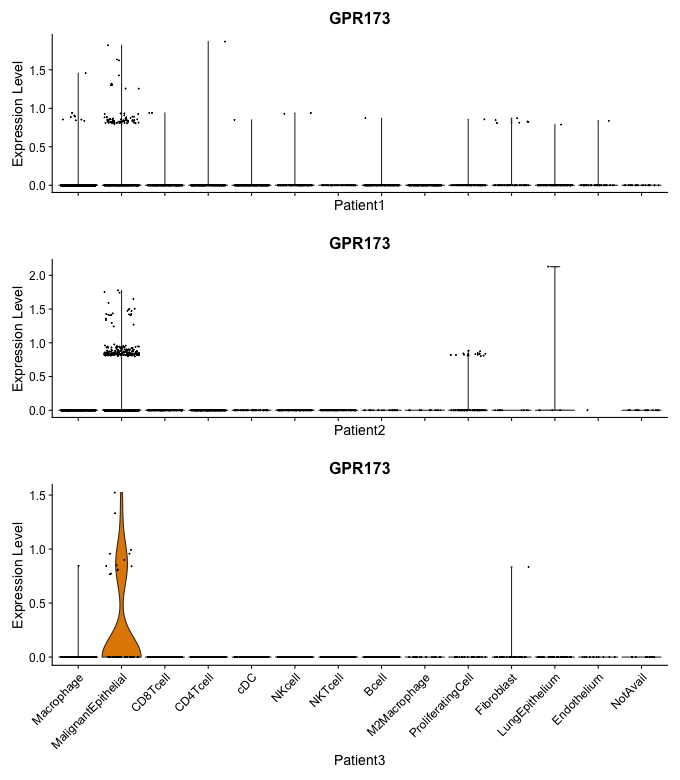 GPR173
Expression Level
1.5
1.0
0.5
0.0
Patient1
GPR173
Expression Level
2.0
1.5
1.0
0.5
0.0
Patient2
GPR173
Expression Level
1.5
1.0
0.5
0.0
Macrophage
MalignantEpithelial
CD8Tcell
CD4Tcell
cDC
NKcell
NKTcell
Bcell
M2Macrophage
ProliferatingCell
Fibroblast
LungEpithelium
Endothelium
NotAvail
Patient3